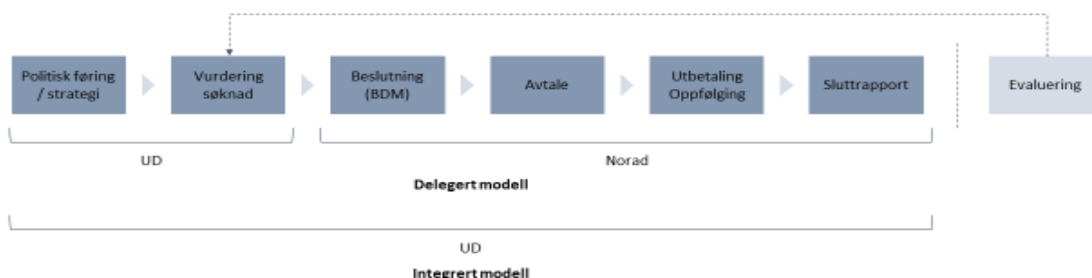 Politisk føring
/ strategi
Vurdering
søknad
Beslutning
(BDM)
Avtale
Utbetaling
Oppfølging
Sluttrapport
Evaluering
UD
Norad
Delegert modell
UD
Integrert modell